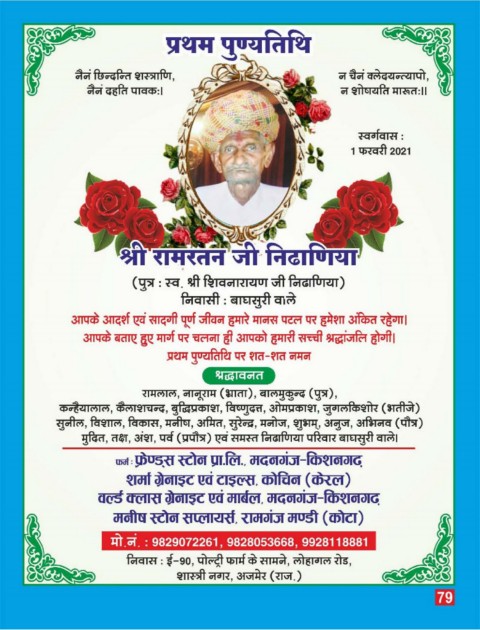 प्रथम पुण्यतिथि
नैनं छिन्दन्ति शस्त्राणि,
नैनं दहति पावक:।
न चैनं क्लेदयन्त्यापो,
न शोषयति मारूत:।।
स्वर्गवास :
1 फरवरी 2021
श्री रामरतन जी निढाणिया
(पुत्र : स्व. श्री शिवनारायण जी निढाणिया)
निवासी : बाघसुरी वाले
आपके आदर्श एवं सादगी पूर्ण जीवन हमारे मानस पटल पर हमेशा अंकित रहेगा।
आपके बताए हुए मार्ग पर चलना ही आपको हमारी सच्ची श्रद्धांजलि होगी।
प्रथम पुण्यतिथि पर शत-शत नमन
श्रद्धावनत
रामलाल, नानूराम (भ्राता), बालमुकुन्द (पुत्र),
कन्हैयालाल, कैलाशचन्द, बुद्धिप्रकाश, विष्णुदत्त, ओमप्रकाश, जुगलकिशोर (भतीजे)
सुनील, विशाल, विकास, मनीष, अमित, सुरेन्द्र, मनोज, शुभम्, अनुज, अभिनव (पौत्र)
मुदित, तक्ष, अंश, पर्व (प्रपौत्र) एवं समस्त निढाणिया परिवार बाघसुरी वाले।
फर्म : फ्रेण्ड्स स्टोन प्रा.लि., मदनगंज-किशनगढ़
शर्मा ग्रेनाइट एवं टाइल्स, कोचिन (केरल)
वर्ल्ड क्लास ग्रेनाइट एवं मार्बल, मदनगंज-किशनगढ़
मनीष स्टोन सप्लायर्स, रामगंज मण्डी (कोटा)
मो.नं. : 9829072261, 9828053668, 9928118881
निवास : ई-90, पोल्ट्री फार्म के सामने, लोहागल रोड,
शास्त्री नगर, अजमेर (राज.)
79